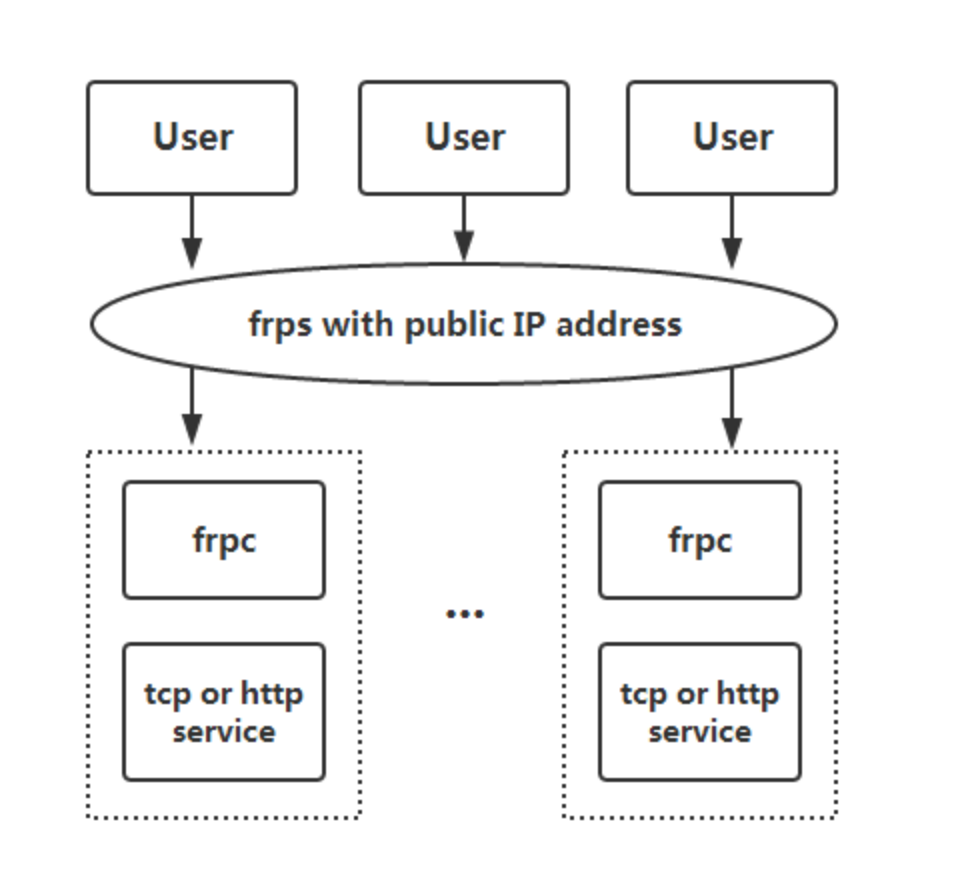 User
User
User
frps with public IP address
frpc
frpc
...
tcp or http
service
tcp or http
service